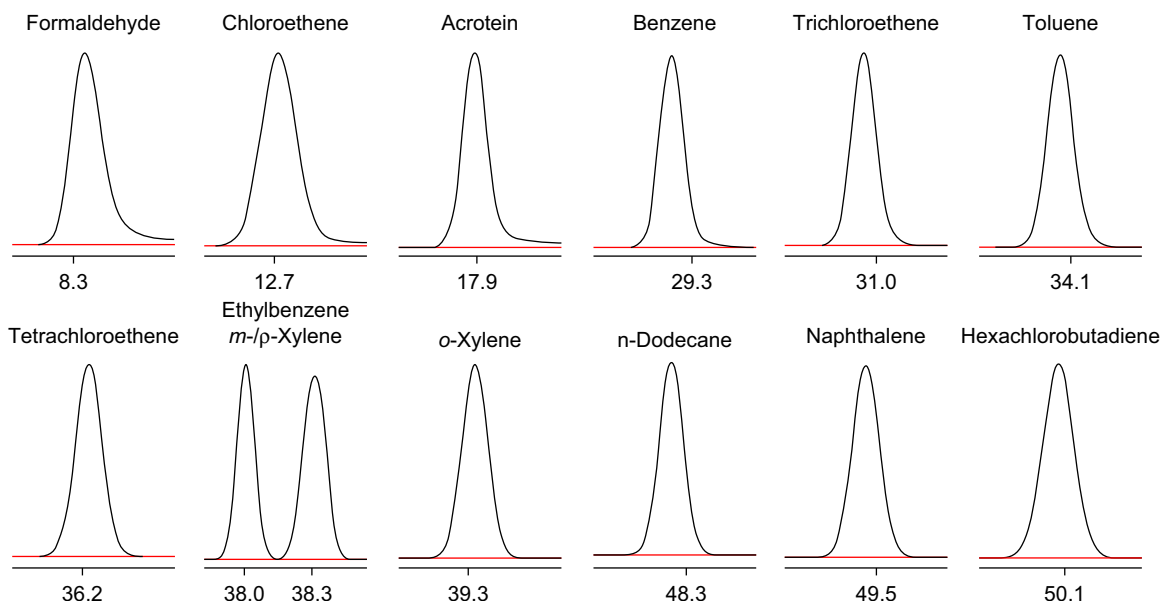 Formaldehyde
Chloroethene
Acrotein
Benzene
Trichloroethene
Toluene
8.3
12.7
17.9
29.3
31.0
34.1
Tetrachloroethene
Ethylbenzene
m-/ρ-Xylene
o-Xylene
n-Dodecane
Naphthalene
Hexachlorobutadiene
36.2
38.0
38.3
39.3
48.3
49.5
50.1